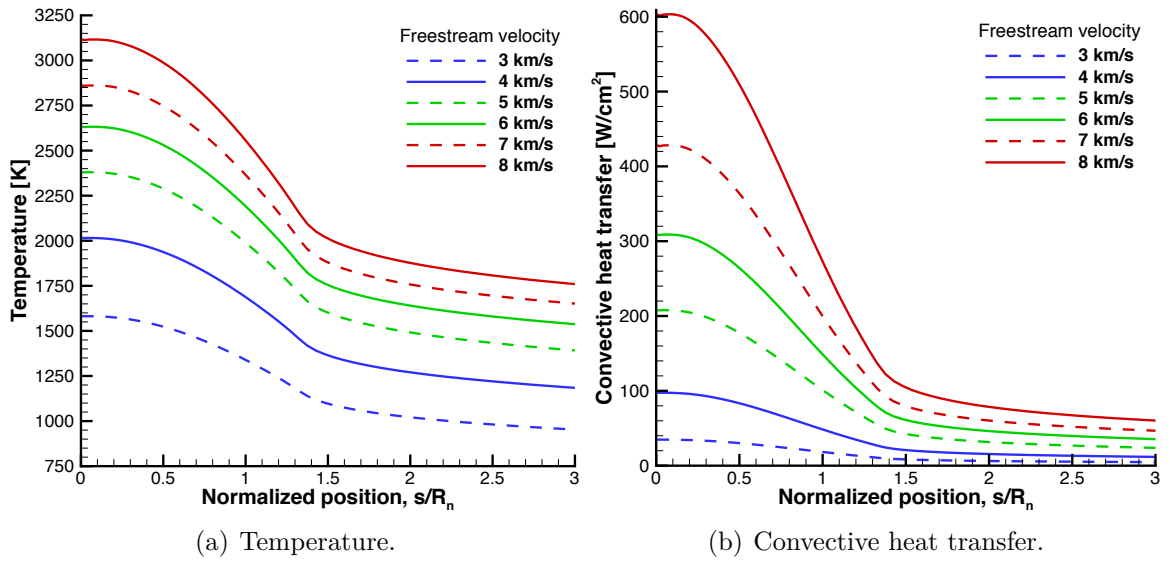 3250
3000
2750
2500
2250
2000
1750
1500
1250
1000
750
Temperature [K]
Freestream velocity
3 km/s
4 km/s
5 km/s
6 km/s
7 km/s
8 km/s
0 0.5 1 1.5 2 2.5 3
Normalized position, s/Rn
(a) Temperature.
600
500
400
300
200
100
0
Convective heat transfer [W/cm²]
Freestream velocity
3 km/s
4 km/s
5 km/s
6 km/s
7 km/s
8 km/s
0 0.5 1 1.5 2 2.5 3
Normalized position, s/Rn
(b) Convective heat transfer.